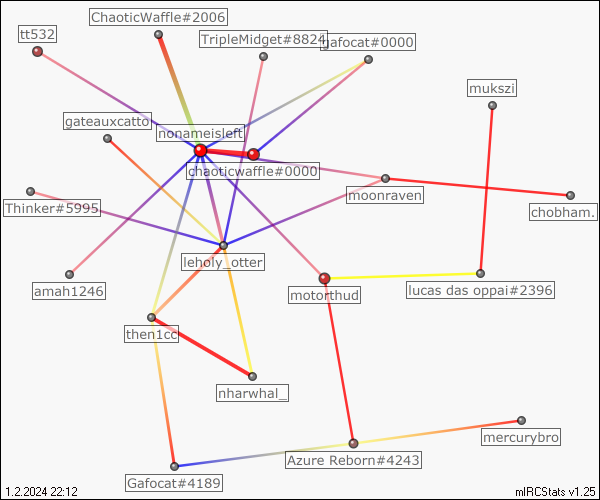 ChaoticWaffle#2006
tt532
TripleMidget#8824
gafocat#0000
mukszi
gateauxcatto
nonameisleft
chaoticwaffle#0000
moonraven
Thinker#5995
chobham.
leholy_otter
amah1246
motorthud
lucas das oppai#2396
then1cc
nharwhal_
mercurybro
Azure Reborn#4243
Gafocat#4189
1.2.2024 22:12
mIRCStats v1.25